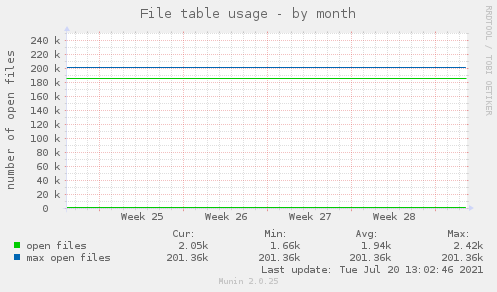 File table usage - by month
RRDTOOL / TOBI OETIKER
number of open files
240 k
220 k
200 k
180 k
160 k
140 k
120 k
100 k
80 k
60 k
40 k
20 k
0
Week 25 Week 26 Week 27 Week 28
Cur: Min: Avg: Max:
open files 2.05k 1.66k 1.94k 2.42k
max open files 201.36k 201.36k 201.36k 201.36k
Last update: Tue Jul 20 13:02:46 2021
Munin 2.0.25